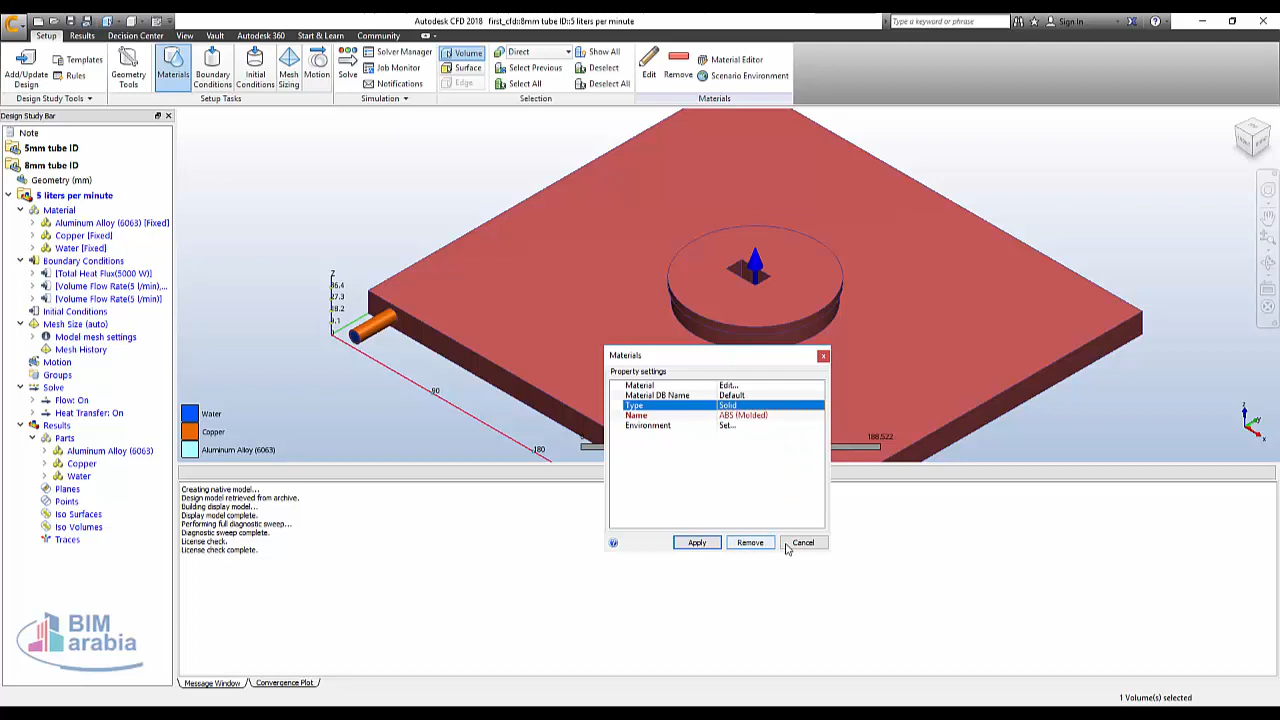 Autodesk CFD 2018 first_cfd::8mm tube ID::5 liters per minute
Type a keyword or phrase
Sign In
Setup Results Decision Center View Vault Autodesk 360 Start & Learn Community
Add/Update Design
Templates
Rules
Design Study Tools
Geometry Tools
Materials
Boundary Conditions
Initial Conditions
Mesh Sizing
Motion
Setup Tasks
Solve
Solver Manager
Job Monitor
Notifications
Simulation
Volume
Surface
Edge
Direct
Select Previous
Select All
Show All
Deselect
Deselect All
Selection
Edit
Remove
Material Editor
Scenario Environment
Materials
Design Study Bar
Note
5mm tube ID
8mm tube ID
Geometry (mm)
5 liters per minute
Material
Aluminum Alloy (6063) [Fixed]
Copper [Fixed]
Water [Fixed]
Boundary Conditions
[Total Heat Flux(5000 W)]
[Volume Flow Rate(5 l/min),...
[Volume Flow Rate(5 l/min)]
Initial Conditions
Mesh Size (auto)
Model mesh settings
Mesh History
Motion
Groups
Solve
Flow: On
Heat Transfer: On
Results
Parts
Aluminum Alloy (6063)
Copper
Water
Planes
Points
Iso Surfaces
Iso Volumes
Traces
BIM
arabia
Z
90
180
188.522
Water
Copper
Aluminum Alloy (6063)
Materials
Property settings
Material Edit...
Material DB Name Default
Type Solid
Name ABS (Molded)
Environment Set...
Apply Remove Cancel
Creating native model...
Design model retrieved from archive.
Building display model...
Display model complete.
Performing full diagnostic sweep...
Diagnostic sweep complete.
License check.
License check complete.
Message Window Convergence Plot
1 Volume(s) selected